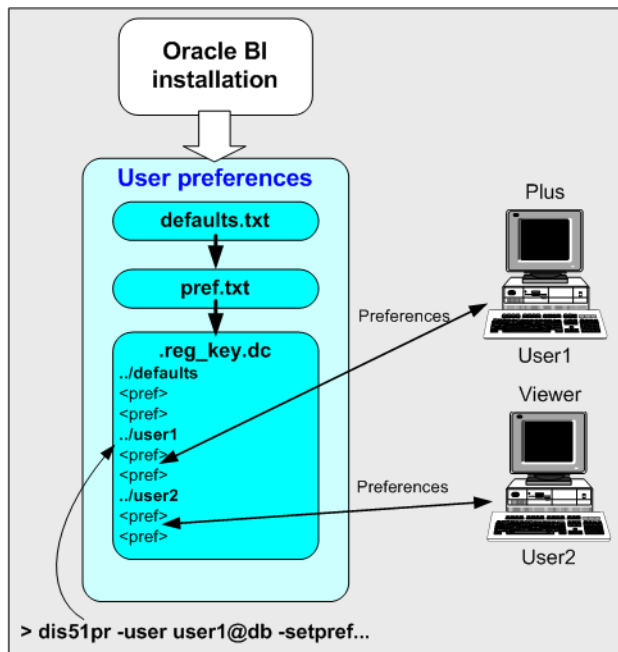 Oracle BI
installation
User preferences
defaults.txt
pref.txt
.reg_key.dc
../defaults
<pref>
<pref>
../user1
<pref>
<pref>
../user2
<pref>
<pref>
Plus
Preferences
User1
Viewer
Preferences
User2
> dis51pr -user user1@db -setpref...